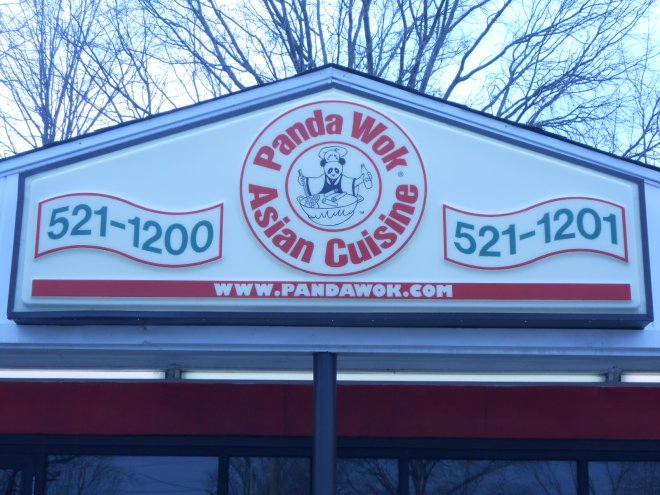 Panda Wok ®
Asian Cuisine
521-1200
521-1201
WWW.PANDAWOK.COM